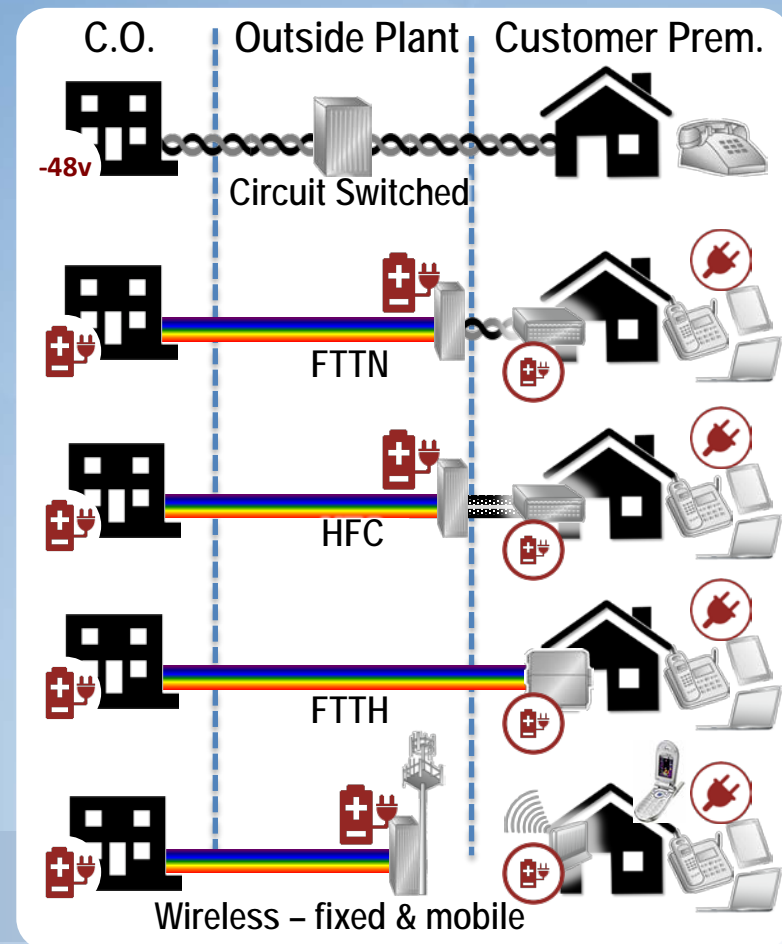 C.O. Outside Plant Customer Prem.
-48v
Circuit Switched
FTTN
HFC
FTTH
Wireless – fixed & mobile